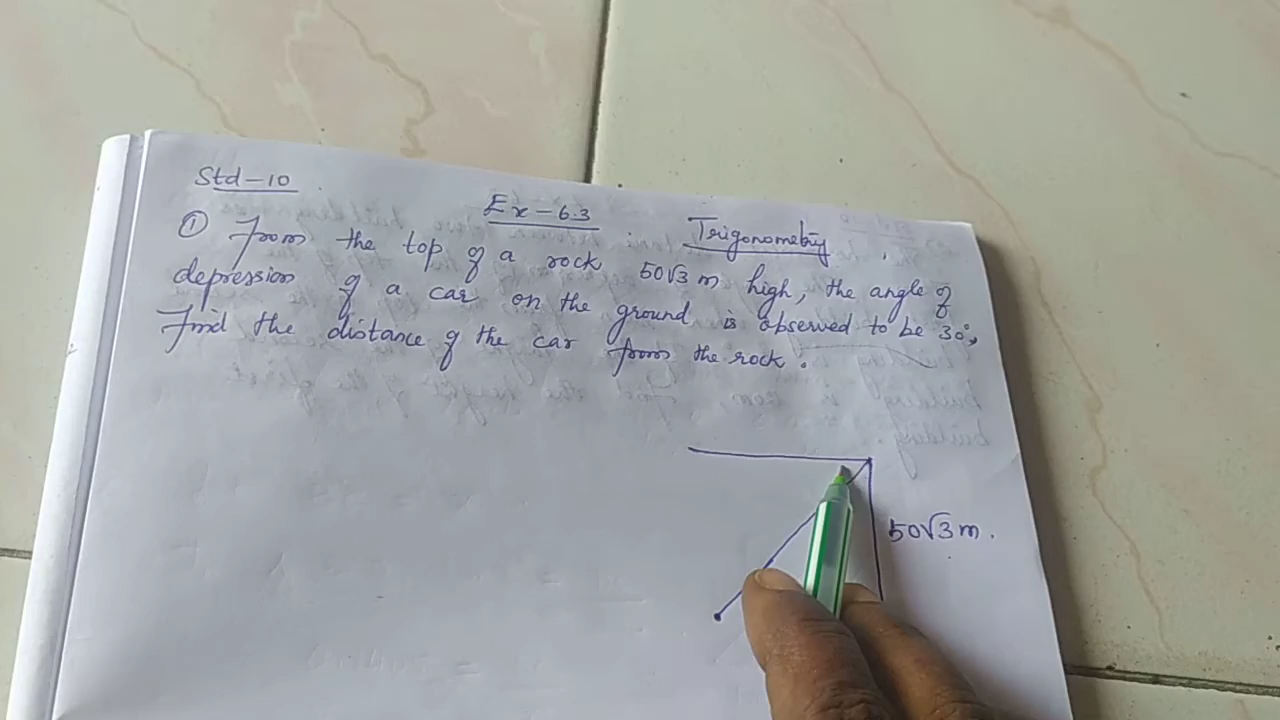 Std-10
Ex-6.3
Trigonometry
① From the top of a rock 50√3 m high, the angle of
depression of a car on the ground is observed to be 30°,
Find the distance of the car from the rock.
50√3 m.